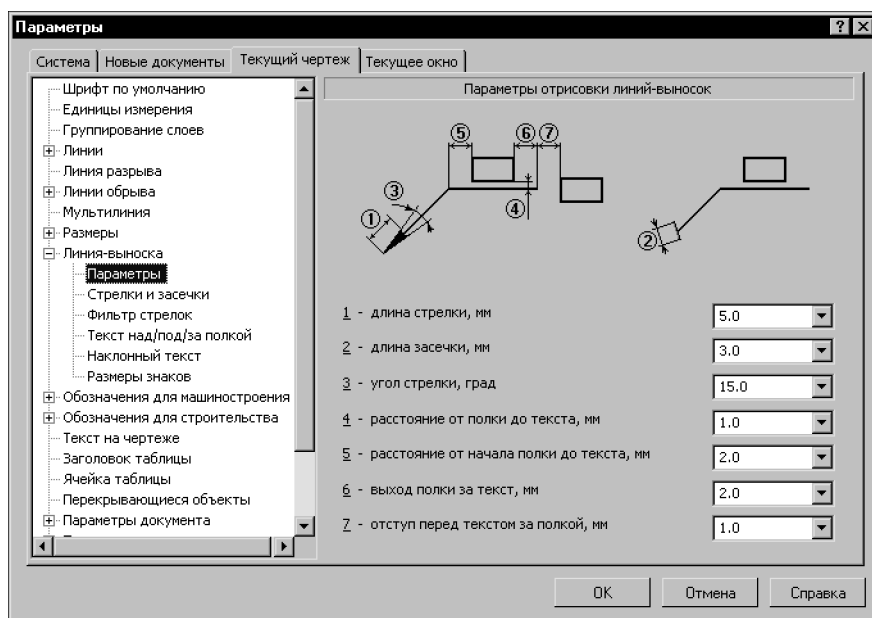 Параметры
Система
Новые документы
Текущий чертеж
Текущее окно
Шрифт по умолчанию
Единицы измерения
Группирование слоев
Линии
Линия разрыва
Линии обрыва
Мультилиния
Размеры
Линия-выноска
Параметры
Стрелки и засечки
Фильтр стрелок
Текст над/под/за полкой
Наклонный текст
Размеры знаков
Обозначения для машиностроения
Обозначения для строительства
Текст на чертеже
Заголовок таблицы
Ячейка таблицы
Перекрывающиеся объекты
Параметры документа
Параметры отрисовки линий-выносок
5 6 7
3
1
4
2
1 - длина стрелки, мм 5.0
2 - длина засечки, мм 3.0
3 - угол стрелки, град 15.0
4 - расстояние от полки до текста, мм 1.0
5 - расстояние от начала полки до текста, мм 2.0
6 - выход полки за текст, мм 2.0
7 - отступ перед текстом за полкой, мм 1.0
OK
Отмена
Справка